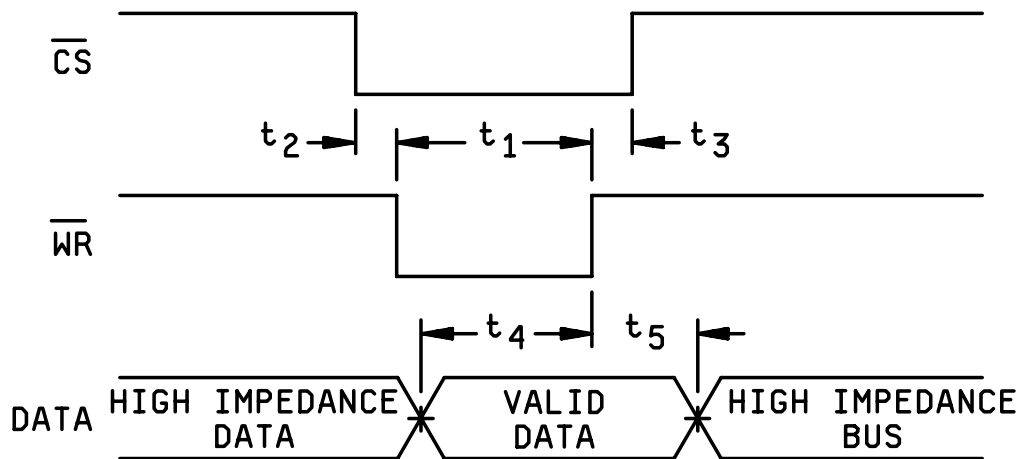 CS
t2 t1 t3
WR
t4 t5
DATA
HIGH IMPEDANCE
DATA
VALID
DATA
HIGH IMPEDANCE
BUS